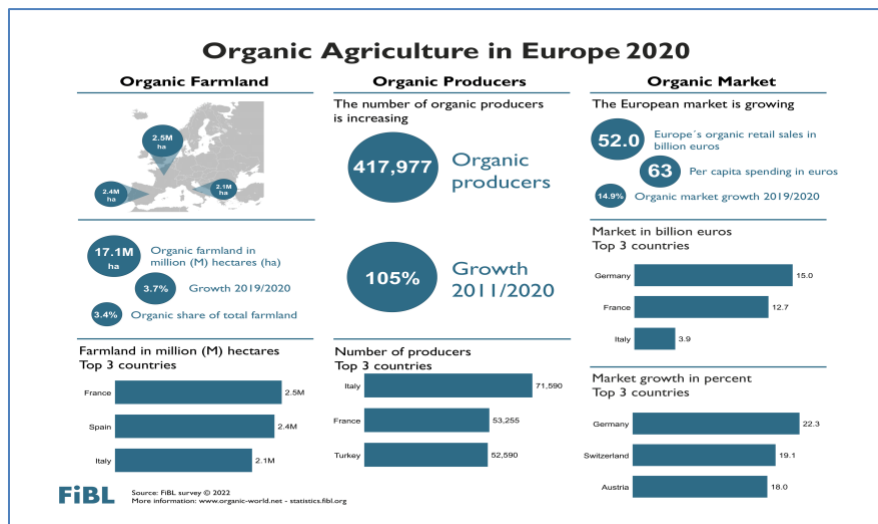 Organic Agriculture in Europe 2020
Organic Farmland
2.5M
ha
2.4M
ha
2.1M
ha
17.1M
ha
Organic farmland in
million (M) hectares (ha)
3.7%
Growth 2019/2020
3.4%
Organic share of total farmland
Farmland in million (M) hectares
Top 3 countries
France
2.5M
Spain
2.4M
Italy
2.1M
Organic Producers
The number of organic producers
is increasing
417,977
Organic
producers
105%
Growth
2011/2020
Number of producers
Top 3 countries
Italy
71,590
France
53,255
Turkey
52,590
Organic Market
The European market is growing
52.0
Europe´s organic retail sales in
billion euros
63
Per capita spending in euros
14.9%
Organic market growth 2019/2020
Market in billion euros
Top 3 countries
Germany
15.0
France
12.7
Italy
3.9
Market growth in percent
Top 3 countries
Germany
22.3
Switzerland
19.1
Austria
18.0
FiBL
Source: FiBL survey © 2022
More information: www.organic-world.net - statistics.fibl.org